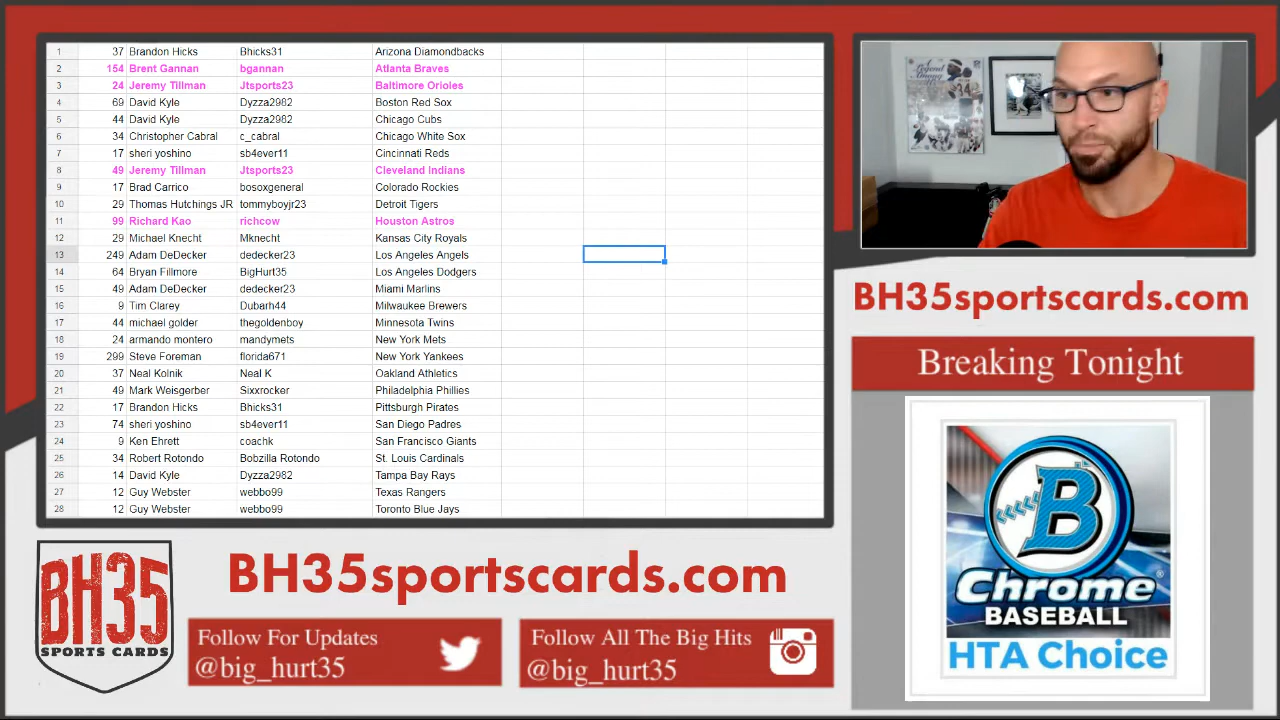 1 37 Brandon Hicks Bhicks31 Arizona Diamondbacks
2 154 Brent Gannan bgannan Atlanta Braves
3 24 Jeremy Tillman Jtsports23 Baltimore Orioles
4 69 David Kyle Dyzza2982 Boston Red Sox
5 44 David Kyle Dyzza2982 Chicago Cubs
6 34 Christopher Cabral c_cabral Chicago White Sox
7 17 sheri yoshino sb4ever11 Cincinnati Reds
8 49 Jeremy Tillman Jtsports23 Cleveland Indians
9 17 Brad Carrico bosoxgeneral Colorado Rockies
10 29 Thomas Hutchings JR tommyboyjr23 Detroit Tigers
11 99 Richard Kao richcow Houston Astros
12 29 Michael Knecht Mknecht Kansas City Royals
13 249 Adam DeDecker dedecker23 Los Angeles Angels
14 64 Bryan Fillmore BigHurt35 Los Angeles Dodgers
15 49 Adam DeDecker dedecker23 Miami Marlins
16 9 Tim Clarey Dubarh44 Milwaukee Brewers
17 44 michael golder thegoldenboy Minnesota Twins
18 24 armando montero mandymets New York Mets
19 299 Steve Foreman florida671 New York Yankees
20 37 Neal Kolnik Neal K Oakland Athletics
21 49 Mark Weisgerber Sixxrocker Philadelphia Phillies
22 17 Brandon Hicks Bhicks31 Pittsburgh Pirates
23 74 sheri yoshino sb4ever11 San Diego Padres
24 9 Ken Ehrett coachk San Francisco Giants
25 34 Robert Rotondo Bobzilla Rotondo St. Louis Cardinals
26 14 David Kyle Dyzza2982 Tampa Bay Rays
27 12 Guy Webster webbo99 Texas Rangers
28 12 Guy Webster webbo99 Toronto Blue Jays
34
BH35sportscards.com
Breaking Tonight
B
Chrome
BASEBALL
HTA Choice
BH35
SPORTS CARDS
BH35sportscards.com
Follow For Updates
@big_hurt35
Follow All The Big Hits
@big_hurt35